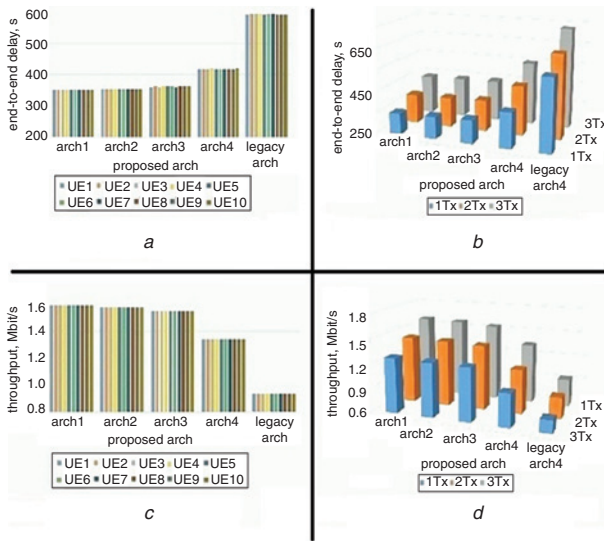 a
600
400
300
200
end-to-end delay, s
arch1 arch2 arch3 arch4 legacy
arch
proposed arch
UE1 UE2 UE3 UE4 UE5
UE6 UE7 UE8 UE9 UE10
a
b
650
450
250
end-to-end delay, s
3Tx
2Tx
1Tx
arch1
arch2
arch3
arch4
legacy
arch4
proposed arch
1Tx 2Tx 3Tx
b
1.6
1.4
1.2
1.0
0.8
throughput, Mbit/s
arch1 arch2 arch3 arch4 legacy
arch
proposed arch
UE1 UE2 UE3 UE4 UE5
UE6 UE7 UE8 UE9 UE10
c
1.8
1.5
1.2
0.9
0.6
throughput, Mbit/s
1Tx
2Tx
3Tx
arch1
arch2
arch3
arch4
legacy
arch4
proposed arch
1Tx 2Tx 3Tx
d